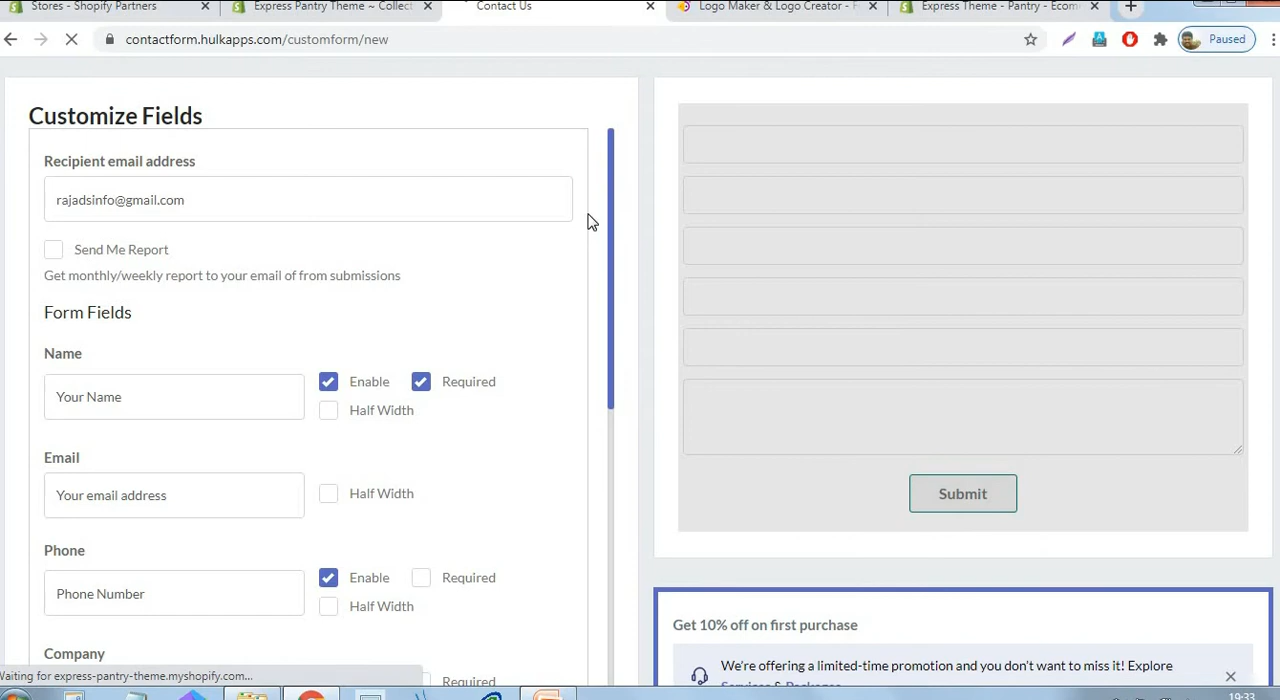 Stores - Shopify Partners
Express Pantry Theme ~ Collect
Contact Us
Logo Maker & Logo Creator - F
Express Theme - Pantry - Ecom
contactform.hulkapps.com/customform/new
Paused
Customize Fields
Recipient email address
rajadsinfo@gmail.com
Send Me Report
Get monthly/weekly report to your email of from submissions
Form Fields
Name
Your Name
Enable
Required
Half Width
Email
Your email address
Half Width
Phone
Phone Number
Enable
Required
Half Width
Company
Required
Submit
Get 10% off on first purchase
We're offering a limited-time promotion and you don't want to miss it! Explore
Services & Packages
Waiting for express-pantry-theme.myshopify.com...
19:33